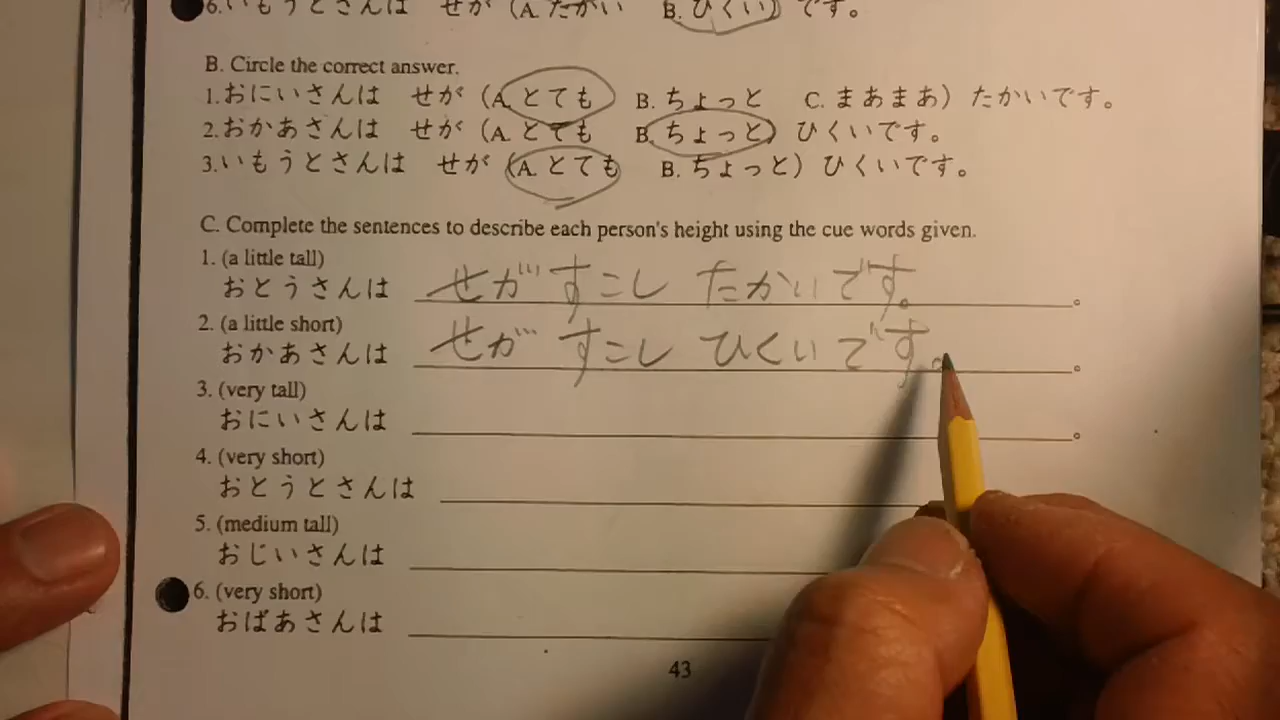 6.いもうとさんは せが (A. たかい B. ひくい) です。
B. Circle the correct answer.
1.おにいさんは せが (A. とても B. ちょっと C. まあまあ) たかいです。
2.おかあさんは せが (A. とても B. ちょっと) ひくいです。
3.いもうとさんは せが (A. とても B. ちょっと) ひくいです。
C. Complete the sentences to describe each person's height using the cue words given.
1. (a little tall)
おとうさんは せが すこし たかいです。 。
2. (a little short)
おかあさんは せが すこし ひくいです。 。
3. (very tall)
おにいさんは 。
4. (very short)
おとうとさんは
5. (medium tall)
おじいさんは
6. (very short)
おばあさんは
43